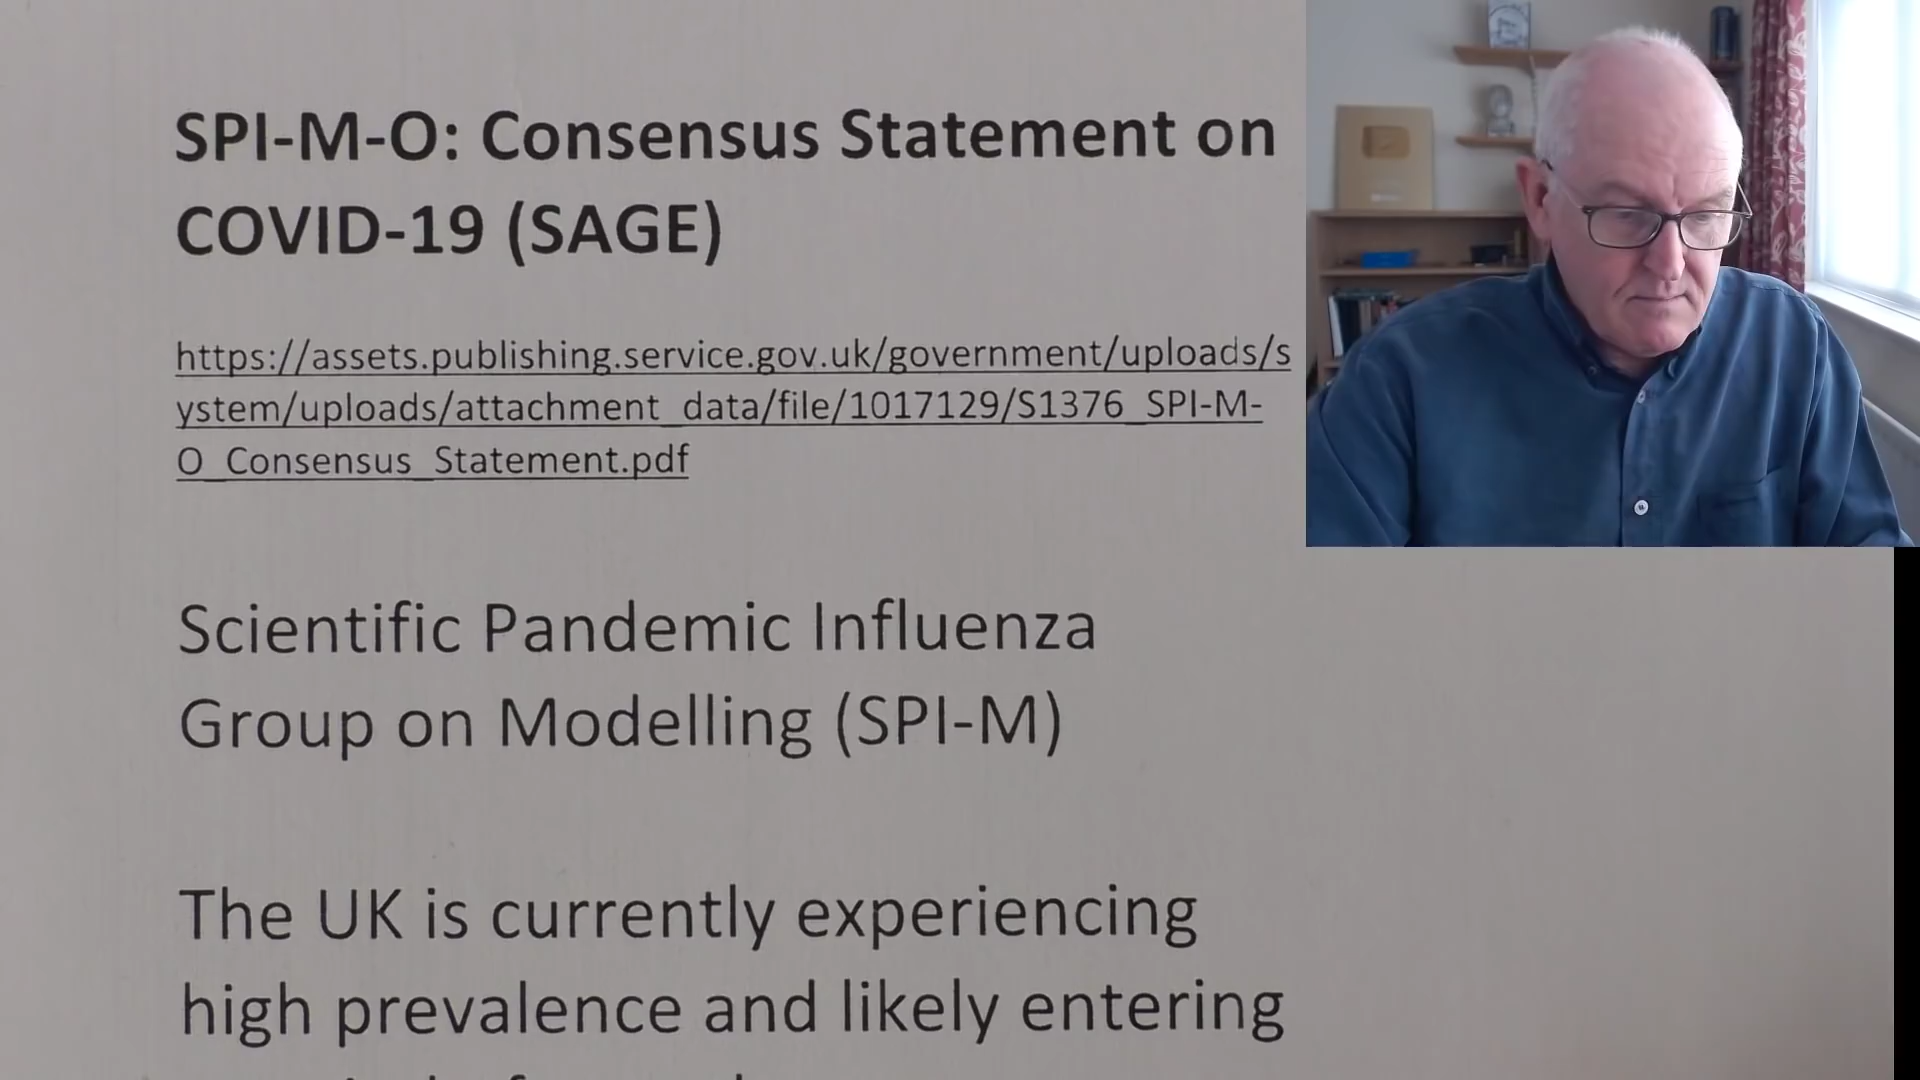 SPI-M-O: Consensus Statement on
COVID-19 (SAGE)
https://assets.publishing.service.gov.uk/government/uploads/s
ystem/uploads/attachment_data/file/1017129/S1376_SPI-M-
O_Consensus_Statement.pdf
Scientific Pandemic Influenza
Group on Modelling (SPI-M)
The UK is currently experiencing
high prevalence and likely entering